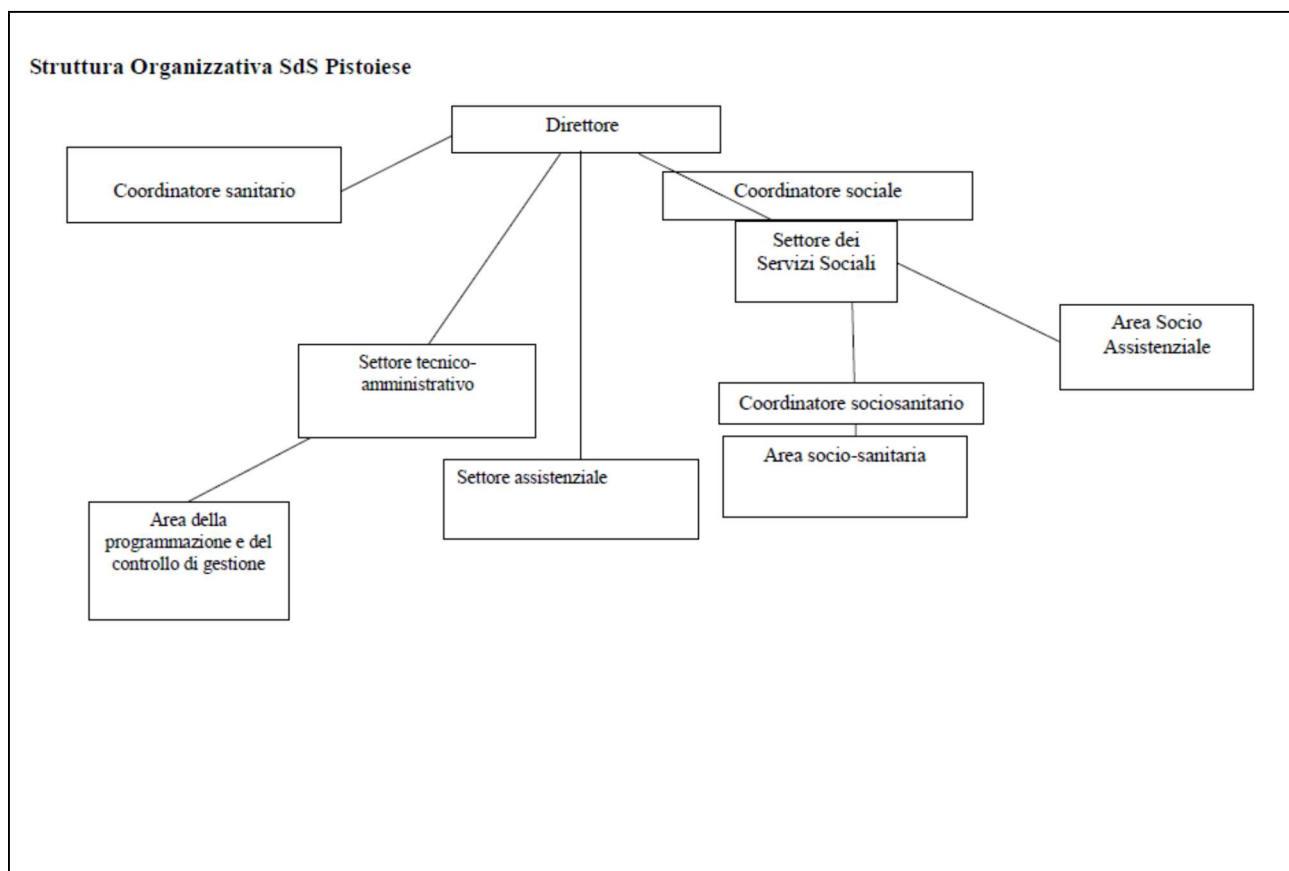 Struttura Organizzativa SdS Pistoiese
Direttore
Coordinatore sanitario
Coordinatore sociale
Settore dei
Servizi Sociali
Area Socio
Assistenziale
Settore tecnico-
amministrativo
Coordinatore sociosanitario
Area socio-sanitaria
Settore assistenziale
Area della
programmazione e del
controllo di gestione